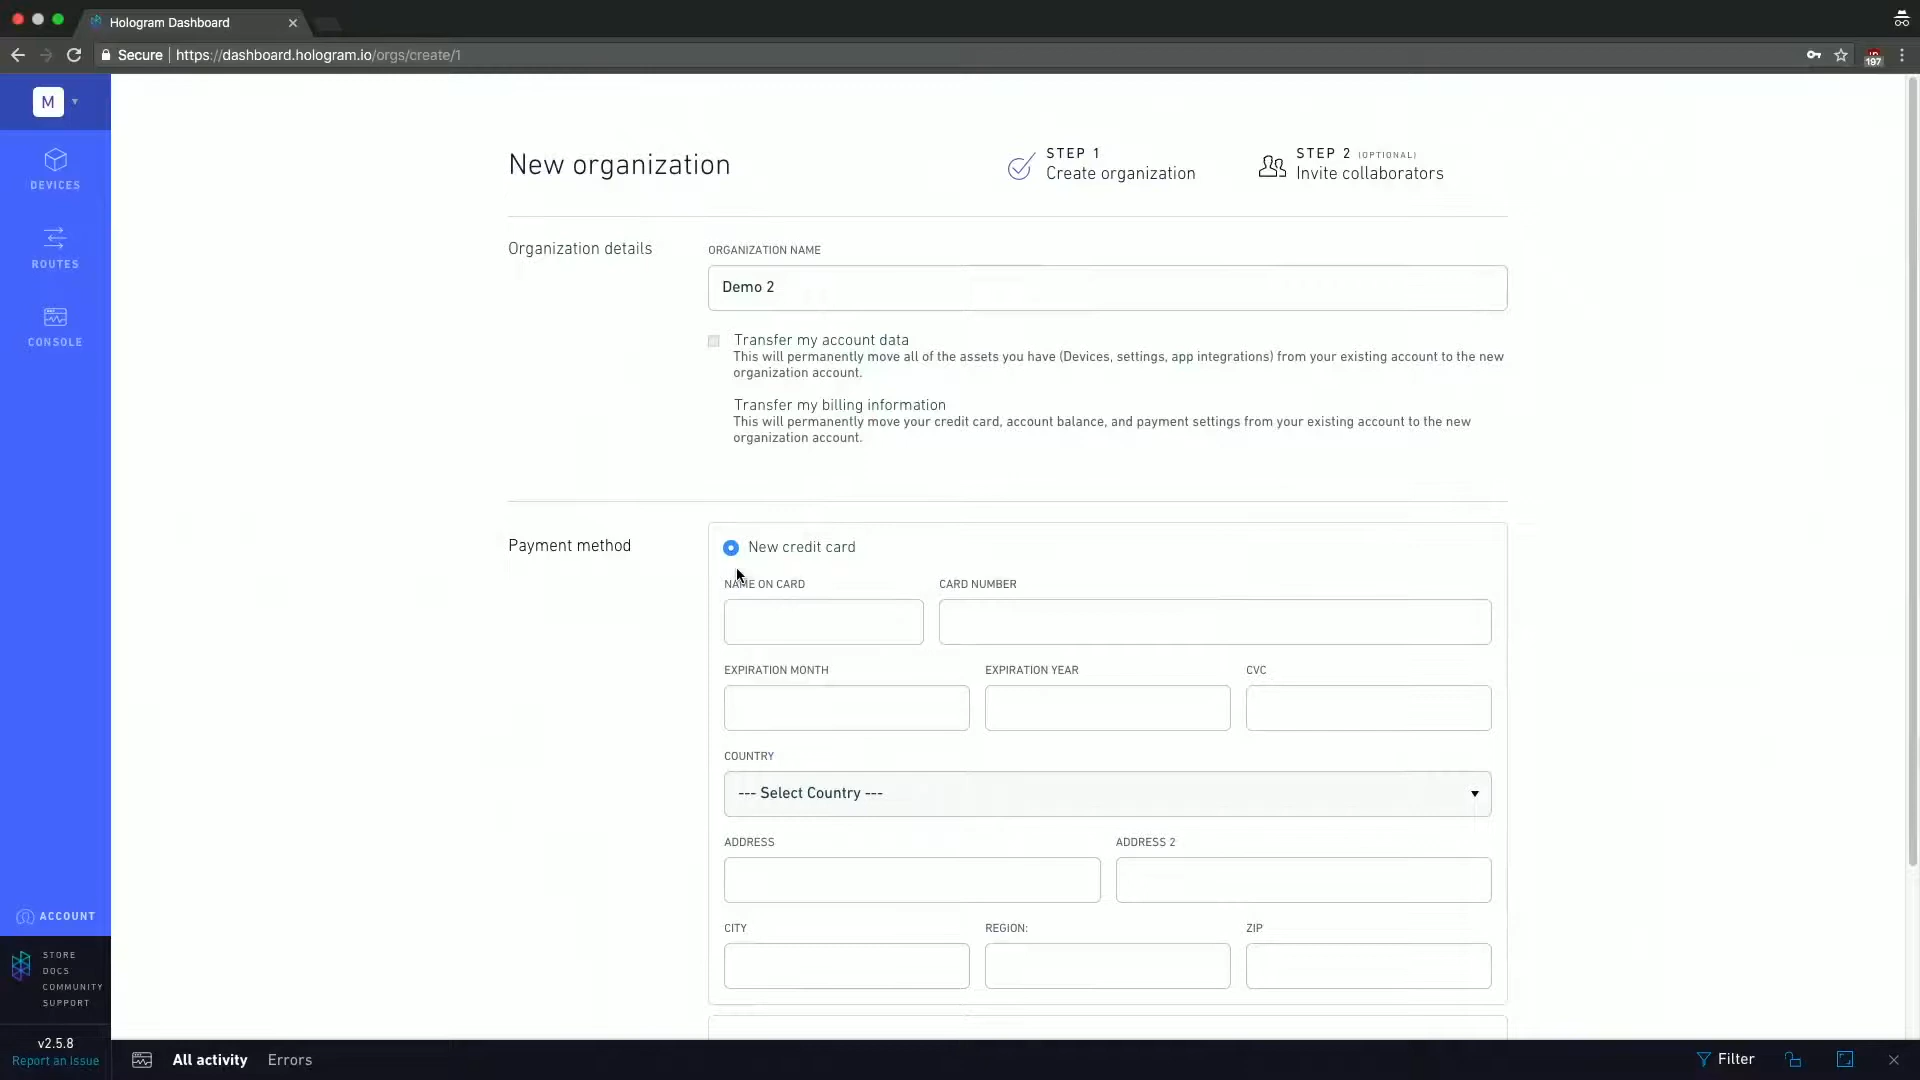 Hologram Dashboard
Secure
https://dashboard.hologram.io/orgs/create/1
197
M
DEVICES
ROUTES
CONSOLE
ACCOUNT
STORE
DOCS
COMMUNITY
SUPPORT
v2.5.8
Report an issue
New organization
STEP 1
Create organization
STEP 2 (OPTIONAL)
Invite collaborators
Organization details
ORGANIZATION NAME
Demo 2
Transfer my account data
This will permanently move all of the assets you have (Devices, settings, app integrations) from your existing account to the new
organization account.
Transfer my billing information
This will permanently move your credit card, account balance, and payment settings from your existing account to the new
organization account.
Payment method
New credit card
NAME ON CARD
CARD NUMBER
EXPIRATION MONTH
EXPIRATION YEAR
CVC
COUNTRY
--- Select Country ---
ADDRESS
ADDRESS 2
CITY
REGION:
ZIP
All activity
Errors
Filter